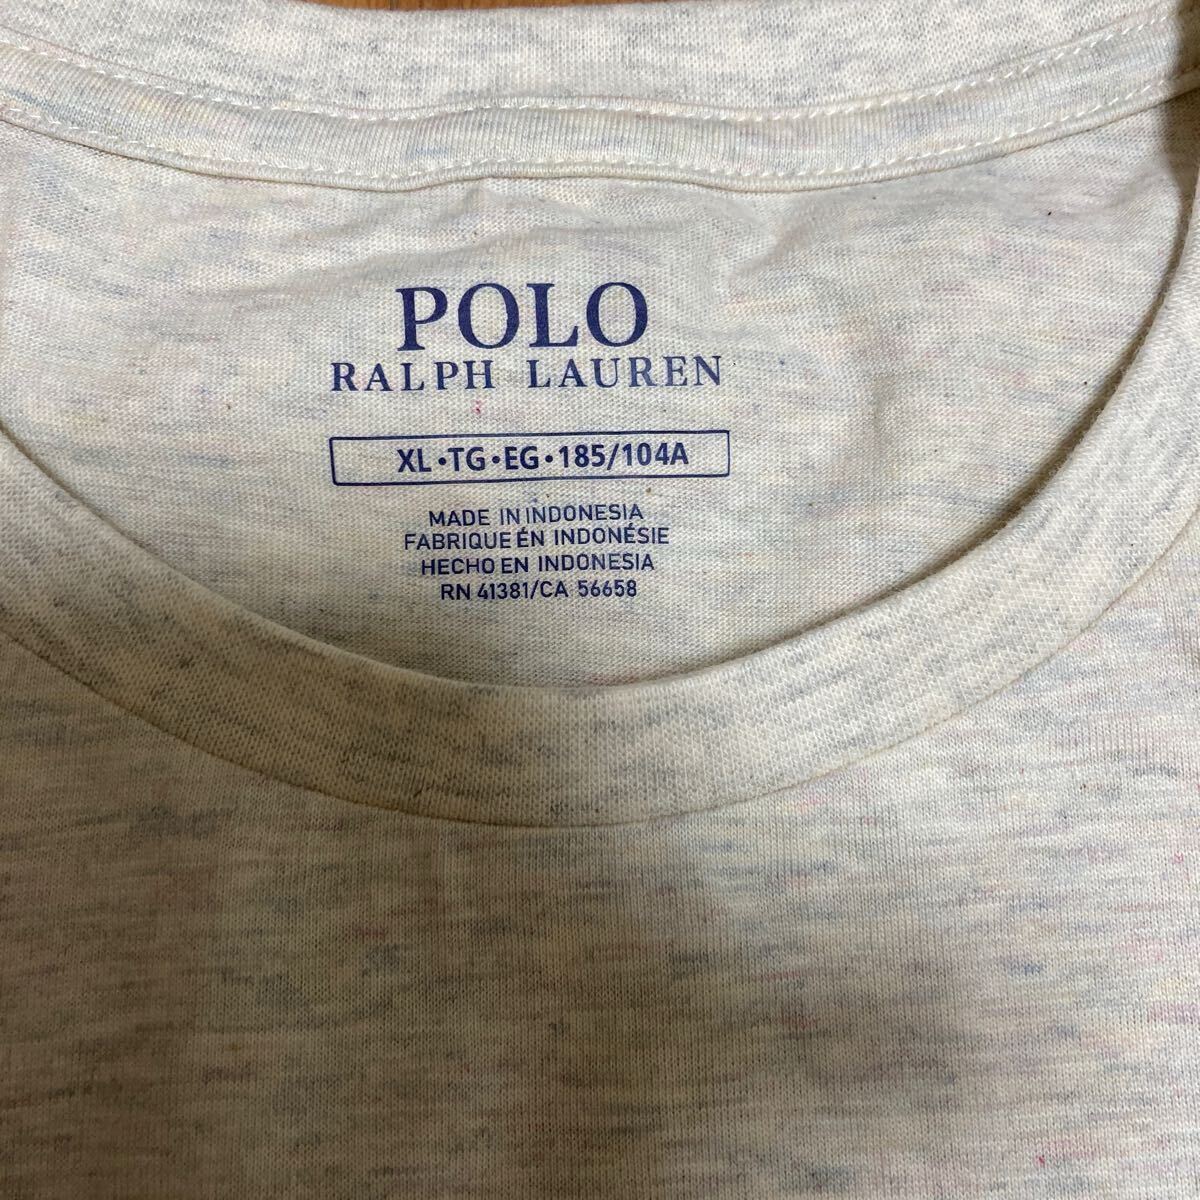 POLO
RALPH LAUREN
XL•TG•EG•185/104A
MADE IN INDONESIA
FABRIQUE ÉN INDONÉSIE
HECHO EN INDONESIA
RN 41381/CA 56658